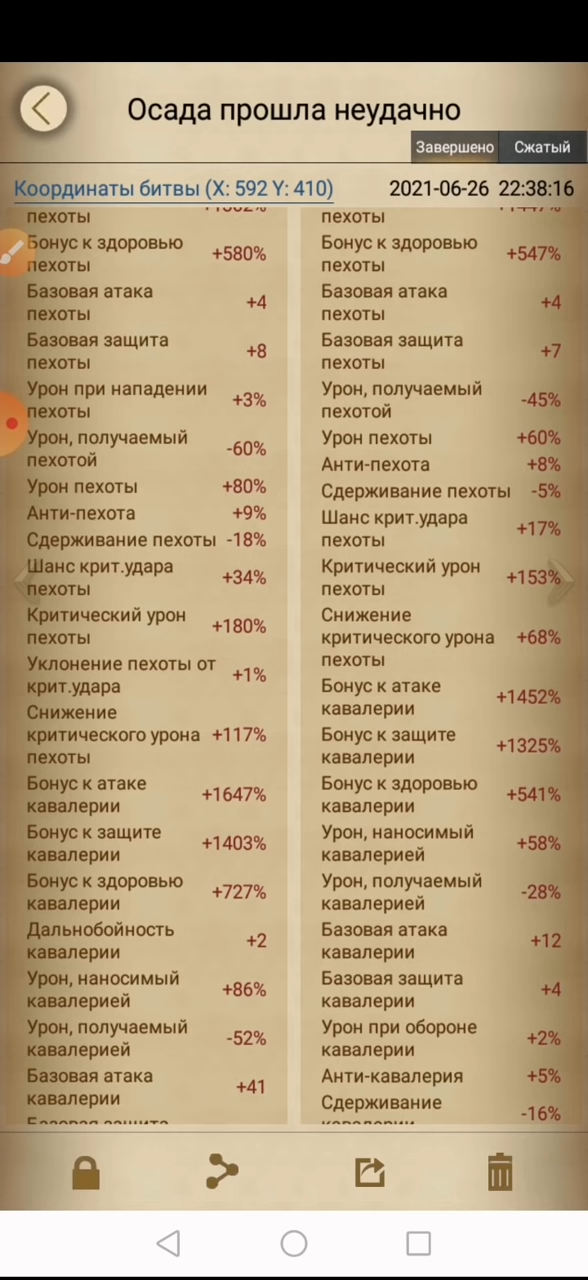 Осада прошла неудачно
Завершено
Сжатый
Координаты битвы (X: 592 Y: 410)
2021-06-26 22:38:16
пехоты
Бонус к здоровью
пехоты
+580%
Базовая атака
пехоты
+4
Базовая защита
пехоты
+8
Урон при нападении
пехоты
+3%
Урон, получаемый
пехотой
-60%
Урон пехоты
+80%
Анти-пехота
+9%
Сдерживание пехоты
-18%
Шанс крит.удара
пехоты
+34%
Критический урон
пехоты
+180%
Уклонение пехоты от
крит.удара
+1%
Снижение
критического урона
пехоты
+117%
Бонус к атаке
кавалерии
+1647%
Бонус к защите
кавалерии
+1403%
Бонус к здоровью
кавалерии
+727%
Дальнобойность
кавалерии
+2
Урон, наносимый
кавалерией
+86%
Урон, получаемый
кавалерией
-52%
Базовая атака
кавалерии
+41
Базовая защита
пехоты
Бонус к здоровью
пехоты
+547%
Базовая атака
пехоты
+4
Базовая защита
пехоты
+7
Урон, получаемый
пехотой
-45%
Урон пехоты
+60%
Анти-пехота
+8%
Сдерживание пехоты
-5%
Шанс крит.удара
пехоты
+17%
Критический урон
пехоты
+153%
Снижение
критического урона
пехоты
+68%
Бонус к атаке
кавалерии
+1452%
Бонус к защите
кавалерии
+1325%
Бонус к здоровью
кавалерии
+541%
Урон, наносимый
кавалерией
+58%
Урон, получаемый
кавалерией
-28%
Базовая атака
кавалерии
+12
Базовая защита
кавалерии
+4
Урон при обороне
кавалерии
+2%
Анти-кавалерия
+5%
Сдерживание
кавалерии
-16%